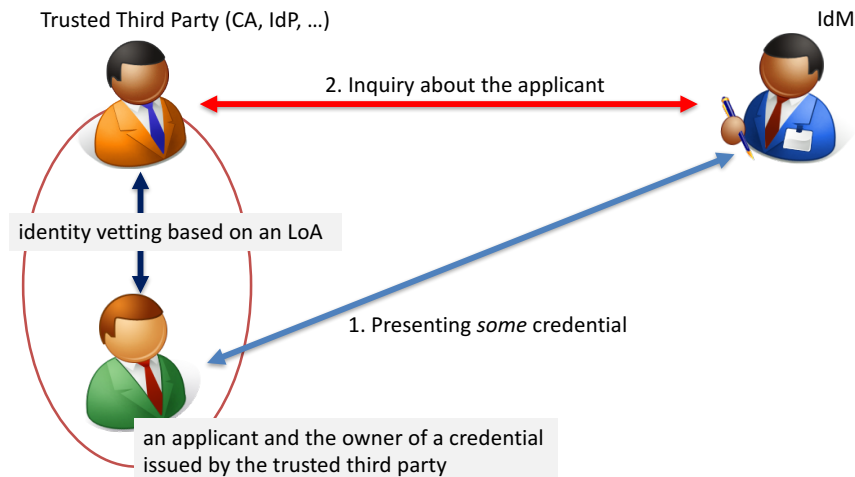 Trusted Third Party (CA, IdP, ...)
IdM
2. Inquiry about the applicant
identity vetting based on an LoA
1. Presenting some credential
an applicant and the owner of a credential
issued by the trusted third party